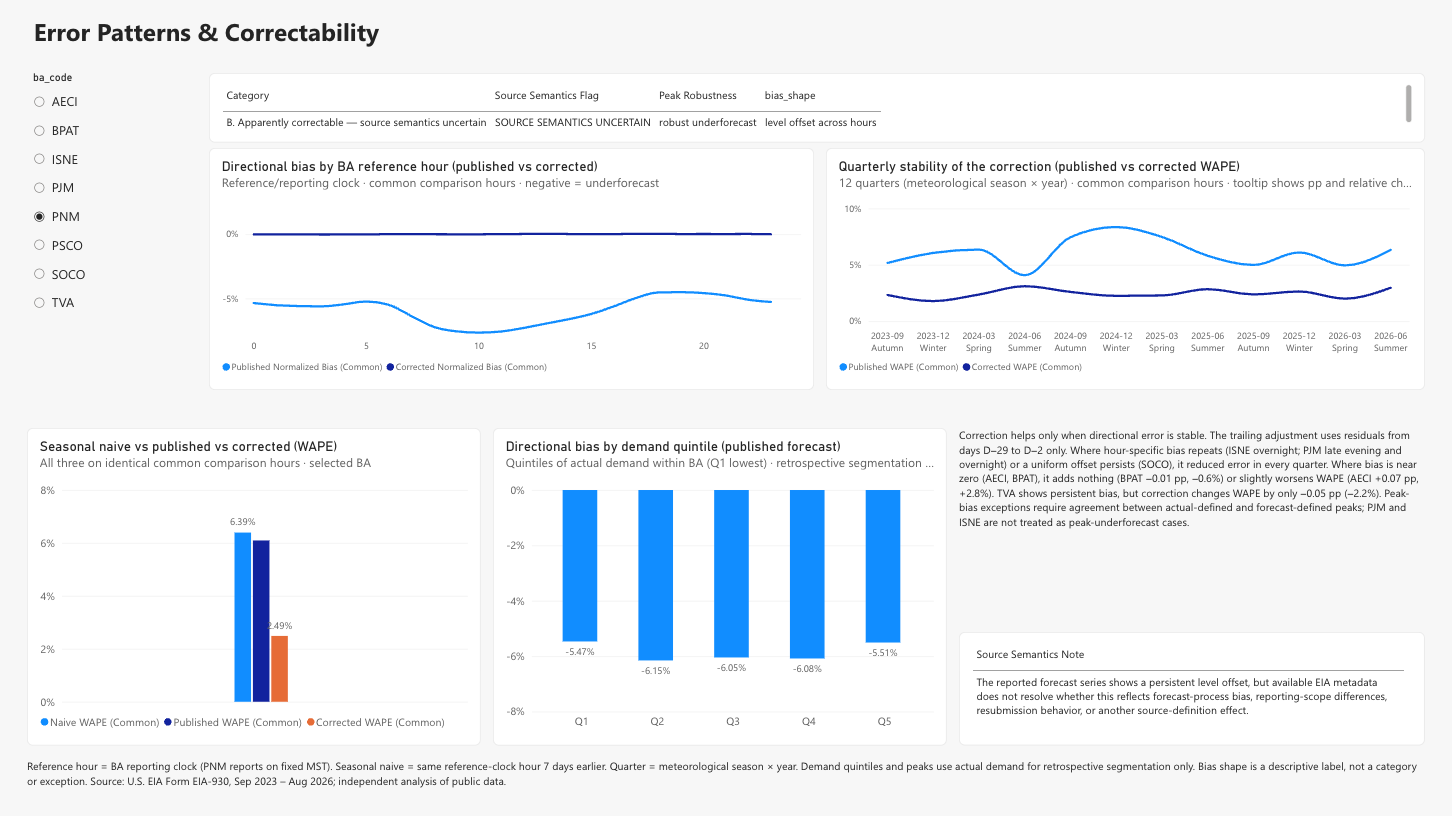 Error Patterns & Correctability
ba_code
AECI
BPAT
ISNE
PJM
PNM
PSCO
SOCO
TVA
Category Source Semantics Flag Peak Robustness bias_shape
B. Apparently correctable — source semantics uncertain SOURCE SEMANTICS UNCERTAIN robust underforecast level offset across hours
Directional bias by BA reference hour (published vs corrected)
Reference/reporting clock · common comparison hours · negative = underforecast
0%
-5%
0 5 10 15 20
Published Normalized Bias (Common) Corrected Normalized Bias (Common)
Quarterly stability of the correction (published vs corrected WAPE)
12 quarters (meteorological season × year) · common comparison hours · tooltip shows pp and relative ch...
10%
5%
0%
2023-09 2023-12 2024-03 2024-06 2024-09 2024-12 2025-03 2025-06 2025-09 2025-12 2026-03 2026-06
Autumn Winter Spring Summer Autumn Winter Spring Summer Autumn Winter Spring Summer
Published WAPE (Common) Corrected WAPE (Common)
Seasonal naive vs published vs corrected (WAPE)
All three on identical common comparison hours · selected BA
8%
6.39%
6%
4%
2.49%
2%
0%
Naive WAPE (Common) Published WAPE (Common) Corrected WAPE (Common)
Directional bias by demand quintile (published forecast)
Quintiles of actual demand within BA (Q1 lowest) · retrospective segmentation ...
0%
-2%
-4%
-6%
-8%
-5.47% -6.15% -6.05% -6.08% -5.51%
Q1 Q2 Q3 Q4 Q5
Correction helps only when directional error is stable. The trailing adjustment uses residuals from
days D–29 to D–2 only. Where hour-specific bias repeats (ISNE overnight; PJM late evening and
overnight) or a uniform offset persists (SOCO), it reduced error in every quarter. Where bias is near
zero (AECI, BPAT), it adds nothing (BPAT –0.01 pp, –0.6%) or slightly worsens WAPE (AECI +0.07 pp,
+2.8%). TVA shows persistent bias, but correction changes WAPE by only –0.05 pp (–2.2%). Peak-
bias exceptions require agreement between actual-defined and forecast-defined peaks; PJM and
ISNE are not treated as peak-underforecast cases.
Source Semantics Note
The reported forecast series shows a persistent level offset, but available EIA metadata
does not resolve whether this reflects forecast-process bias, reporting-scope differences,
resubmission behavior, or another source-definition effect.
Reference hour = BA reporting clock (PNM reports on fixed MST). Seasonal naive = same reference-clock hour 7 days earlier. Quarter = meteorological season × year. Demand quintiles and peaks use actual demand for retrospective segmentation only. Bias shape is a descriptive label, not a category
or exception. Source: U.S. EIA Form EIA-930, Sep 2023 – Aug 2026; independent analysis of public data.